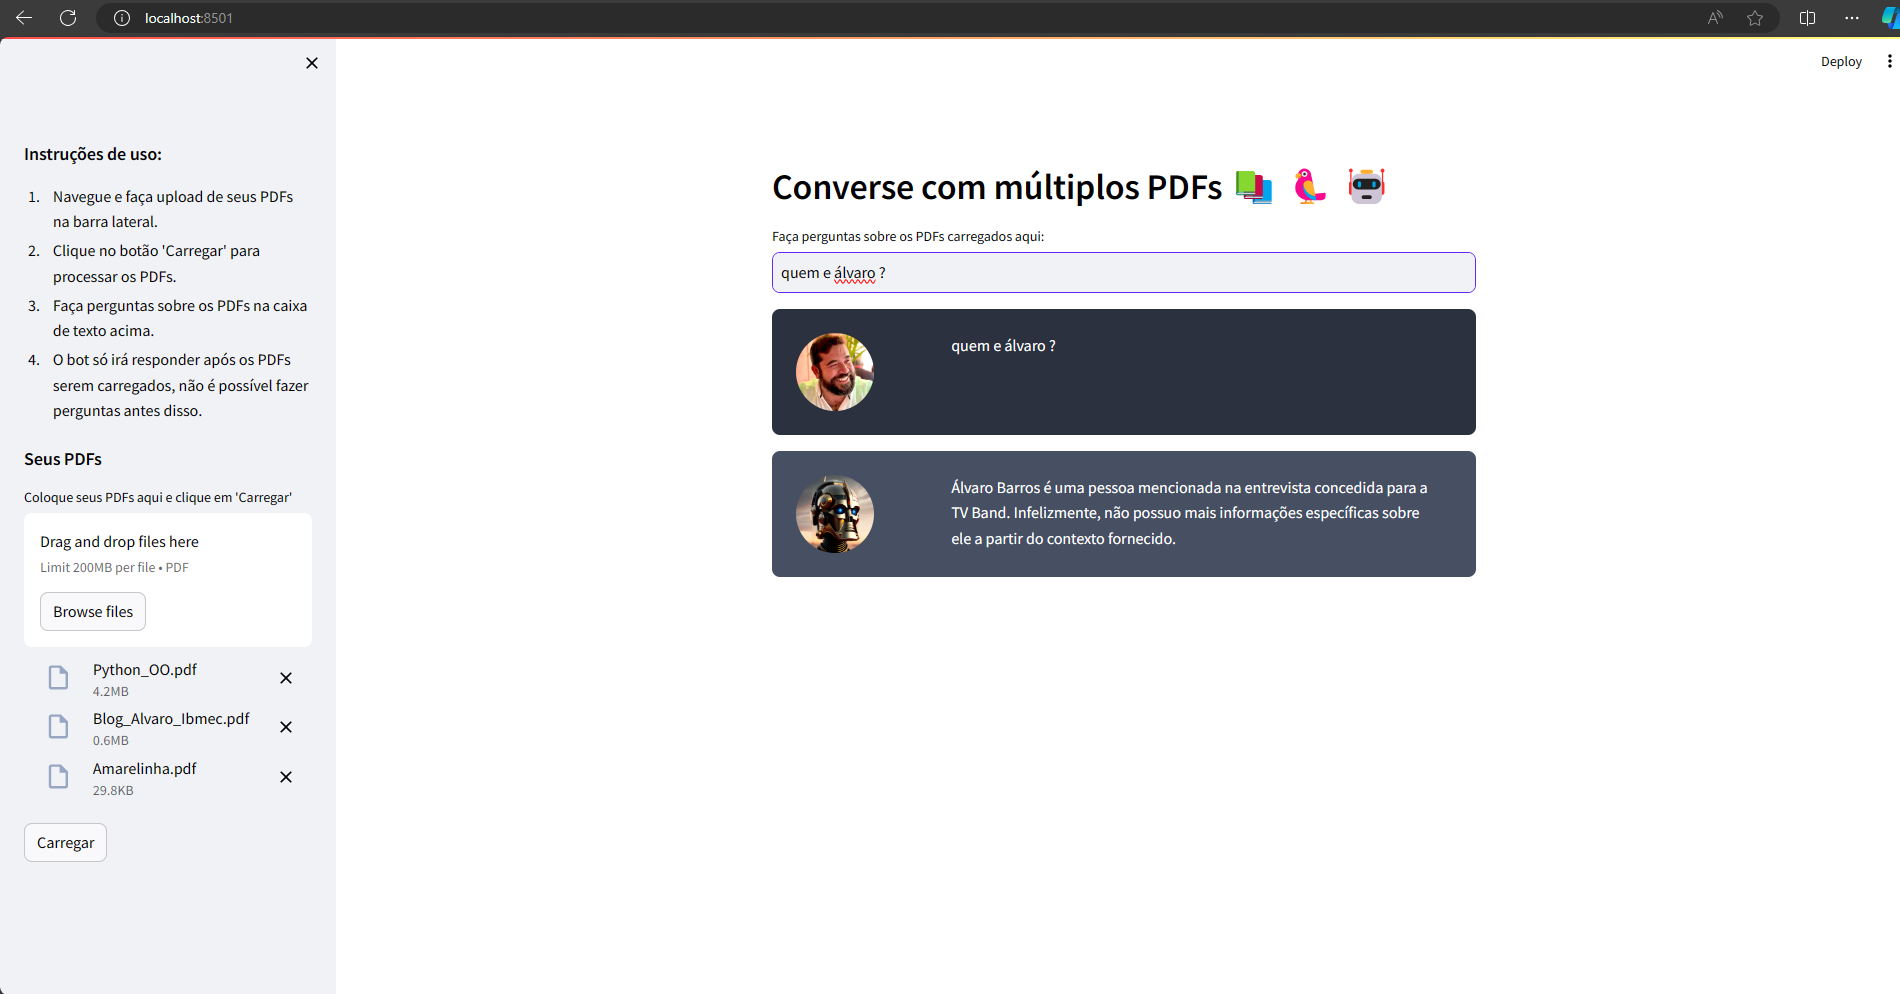 localhost:8501
Deploy
Instruções de uso:
1. Navegue e faça upload de seus PDFs
na barra lateral.
2. Clique no botão 'Carregar' para
processar os PDFs.
3. Faça perguntas sobre os PDFs na caixa
de texto acima.
4. O bot só irá responder após os PDFs
serem carregados, não é possível fazer
perguntas antes disso.
Seus PDFs
Coloque seus PDFs aqui e clique em 'Carregar'
Drag and drop files here
Limit 200MB per file • PDF
Browse files
Python_OO.pdf
4.2MB
Blog_Alvaro_Ibmec.pdf
0.6MB
Amarelinha.pdf
29.8KB
Carregar
Converse com múltiplos PDFs
Faça perguntas sobre os PDFs carregados aqui:
quem e álvaro ?
quem e álvaro ?
Álvaro Barros é uma pessoa mencionada na entrevista concedida para a
TV Band. Infelizmente, não possuo mais informações específicas sobre
ele a partir do contexto fornecido.